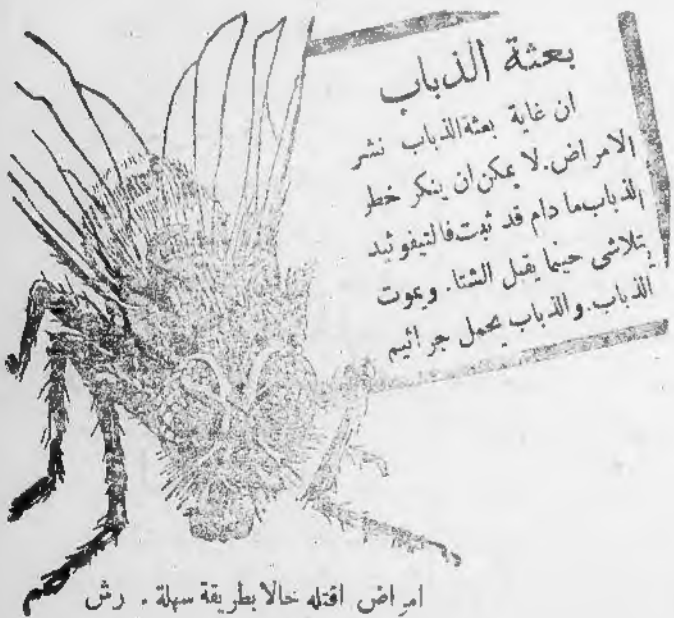 بعثة الذباب
ان غاية بعثة الذباب نشر
الامراض. لا يمكن ان ينكر خطر
الذباب ما دام قد ثبت فالتيفوئيد
يتلاشى حينما يقبل الشتا. ويموت
الذباب. والذباب يحمل جراثيم
امراض اقتله حالا بطريقة سهلة . رش